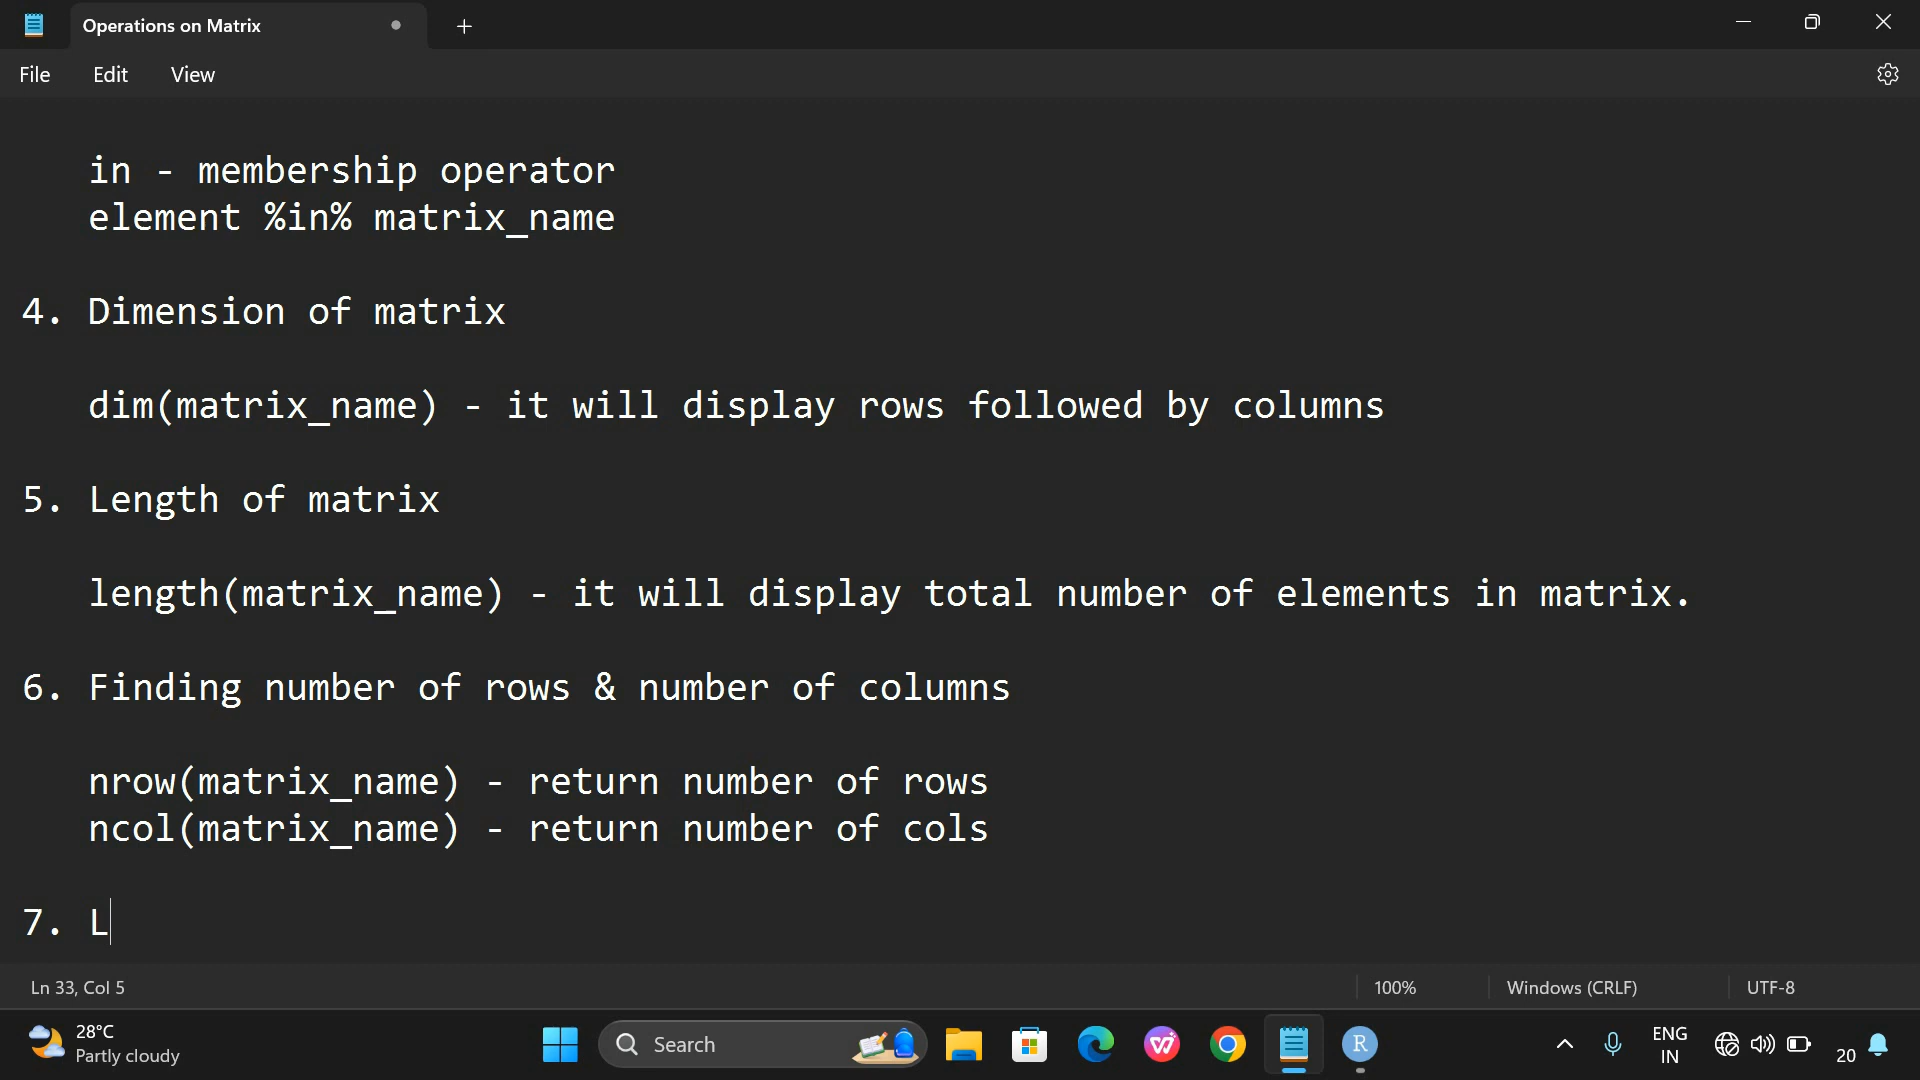 Operations on Matrix
File Edit View
in - membership operator
element %in% matrix_name
4. Dimension of matrix
dim(matrix_name) - it will display rows followed by columns
5. Length of matrix
length(matrix_name) - it will display total number of elements in matrix.
6. Finding number of rows & number of columns
nrow(matrix_name) - return number of rows
ncol(matrix_name) - return number of cols
7. L
Ln 33, Col 5 100% Windows (CRLF) UTF-8
28°C
Partly cloudy
Search
R
ENG
IN
20